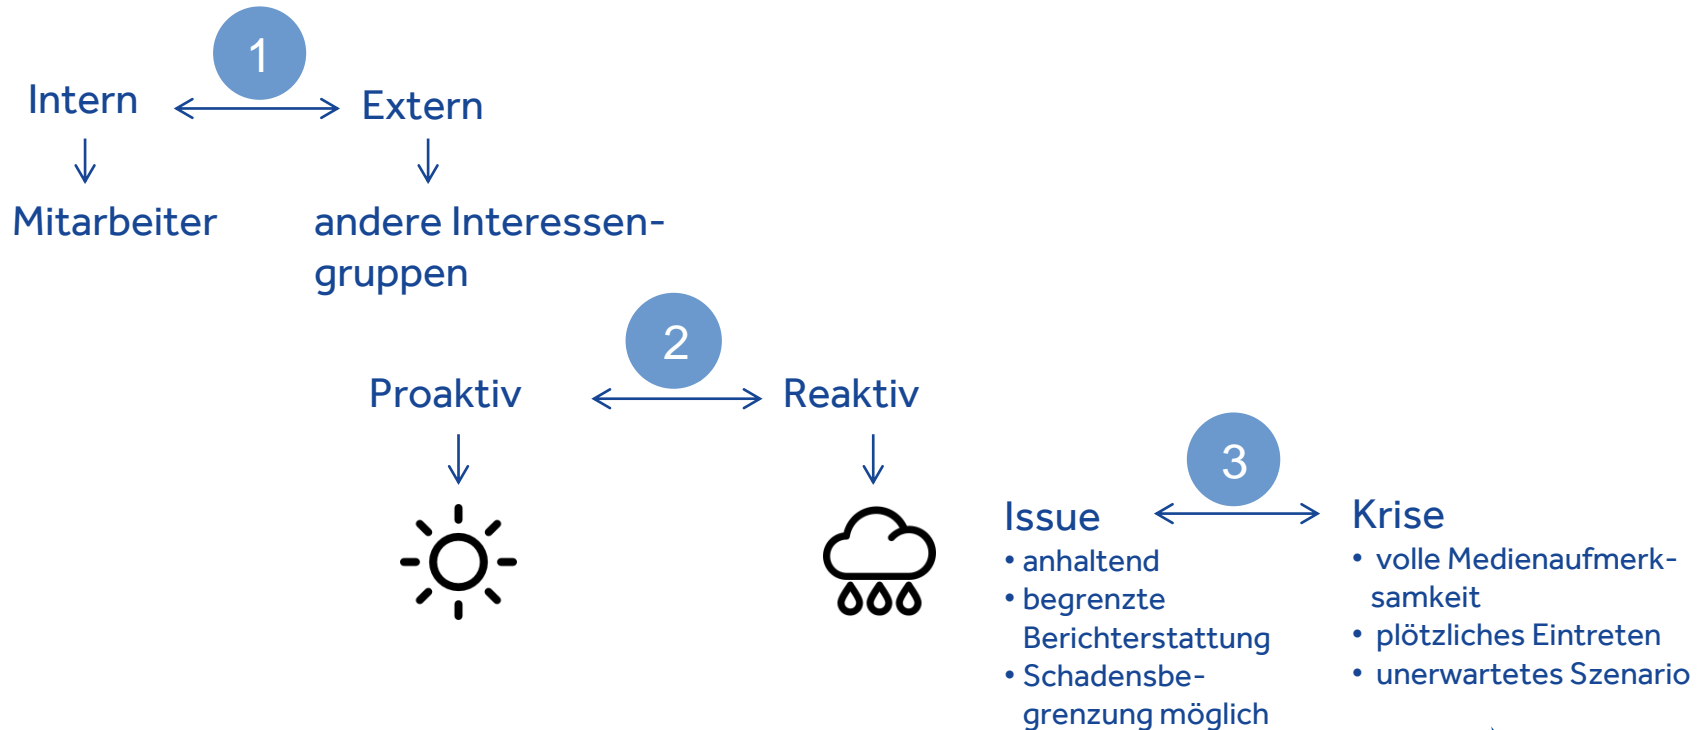 1
Intern
Extern
Mitarbeiter
andere Interessen-
gruppen
2
Proaktiv
Reaktiv
3
Issue
• anhaltend
• begrenzte
Berichterstattung
• Schadensbe-
grenzung möglich
Krise
• volle Medienaufmerk-
samkeit
• plötzliches Eintreten
• unerwartetes Szenario